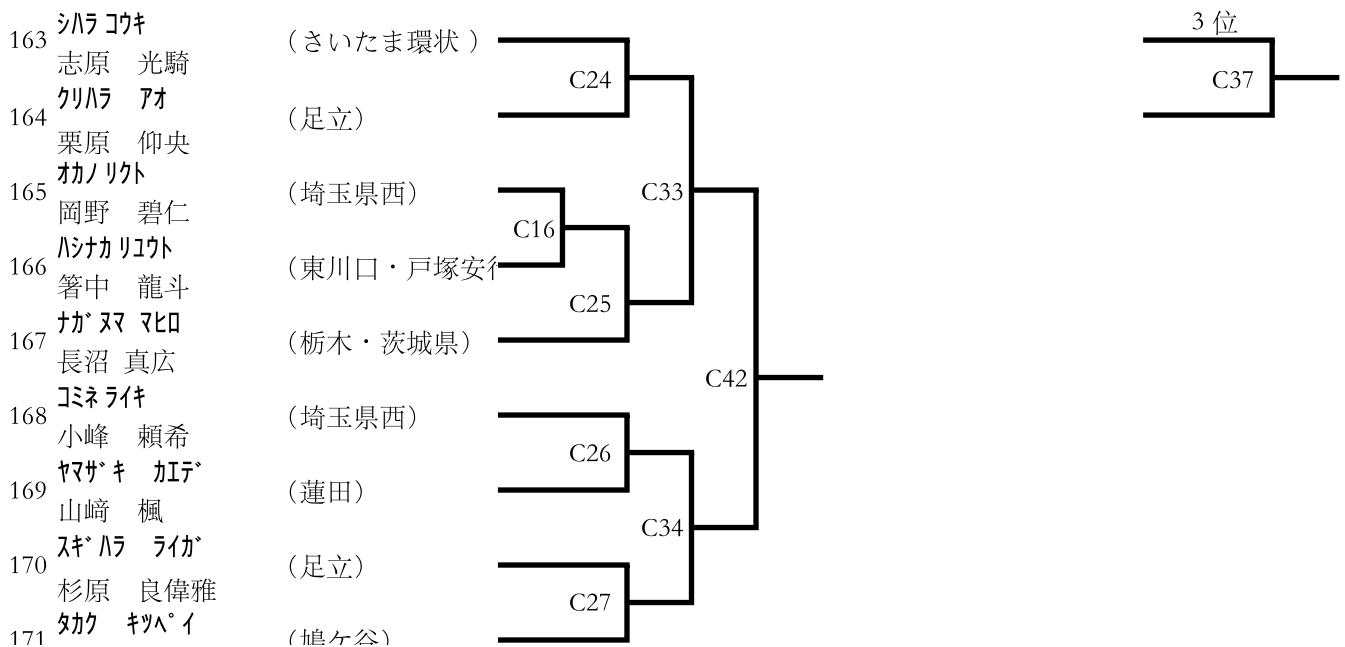 ｼﾊﾗ ｺｳｷ
163 （さいたま環状 ） 3 位
志原　光騎 C24 C37
ｸﾘﾊﾗ　ｱｵ
164 （足立）
栗原　仰央
ｵｶﾉ ﾘｸﾄ
165 （埼玉県西） C33
岡野　碧仁
C16
ﾊｼﾅｶ ﾘﾕｳﾄ
166 （東川口・戸塚安行
箸中　龍斗
C25
ﾅｶﾞﾇﾏ ﾏﾋﾛ
167 （栃木・茨城県）
長沼 真広
C42
ｺﾐﾈ ﾗｲｷ
168 （埼玉県西）
小峰　頼希
C26
ﾔﾏｻﾞｷ　ｶｴﾃﾞ
169 （蓮田）
山﨑　楓
C34
ｽｷﾞﾊﾗ　ﾗｲｶﾞ
170 （足立）
杉原　良偉雅
C27
ﾀｶｸ　ｷﾂﾍﾟｲ
171 （鳩ケ谷）